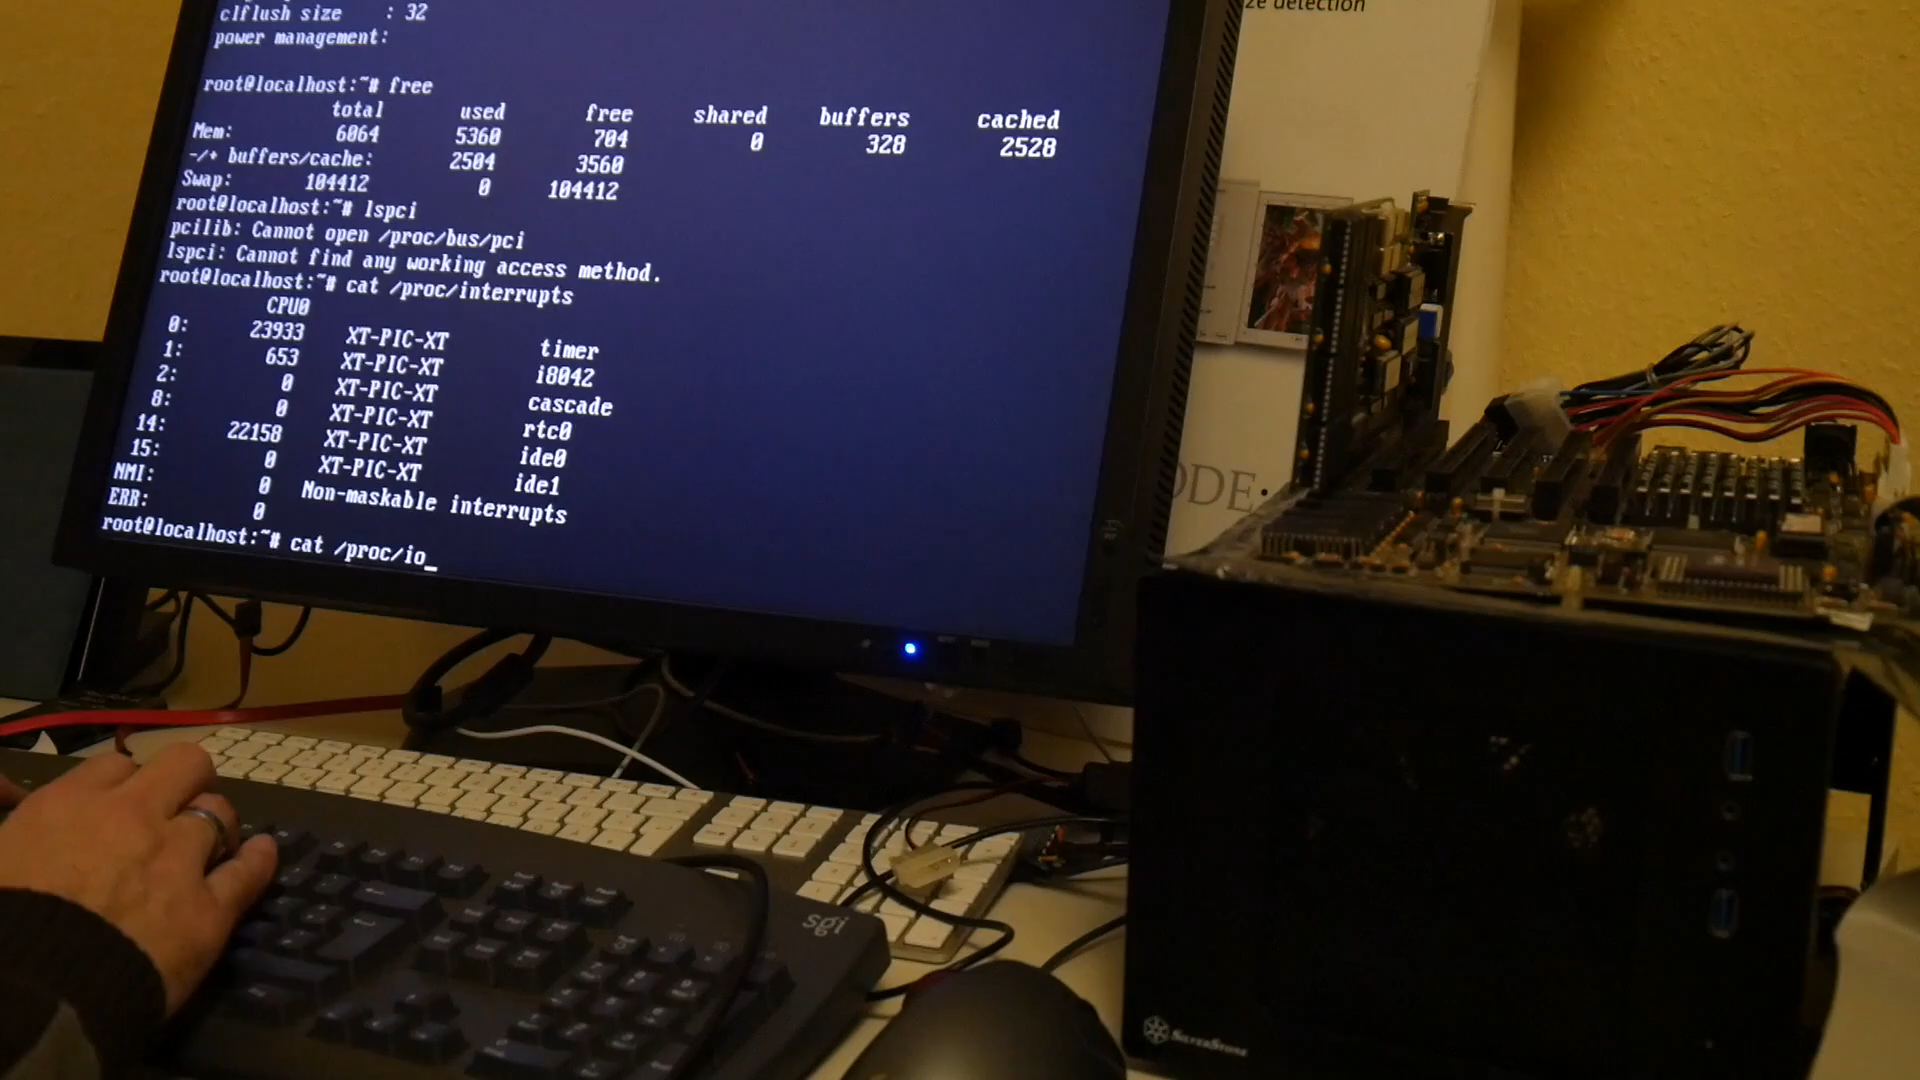 clflush size : 32
power management:
root@localhost:~# free
total used free shared buffers cached
Mem: 6064 5360 704 0 328 2528
-/+ buffers/cache: 2504 3560
Swap: 104412 0 104412
root@localhost:~# lspci
pcilib: Cannot open /proc/bus/pci
lspci: Cannot find any working access method.
root@localhost:~# cat /proc/interrupts
CPU0
0: 23933 XT-PIC-XT timer
1: 653 XT-PIC-XT i8042
2: 0 XT-PIC-XT cascade
8: 0 XT-PIC-XT rtc0
14: 22158 XT-PIC-XT ide0
15: 0 XT-PIC-XT ide1
NMI: 0 Non-maskable interrupts
ERR: 0
root@localhost:~# cat /proc/io_
detection
ODE.
sgi
SilverStone